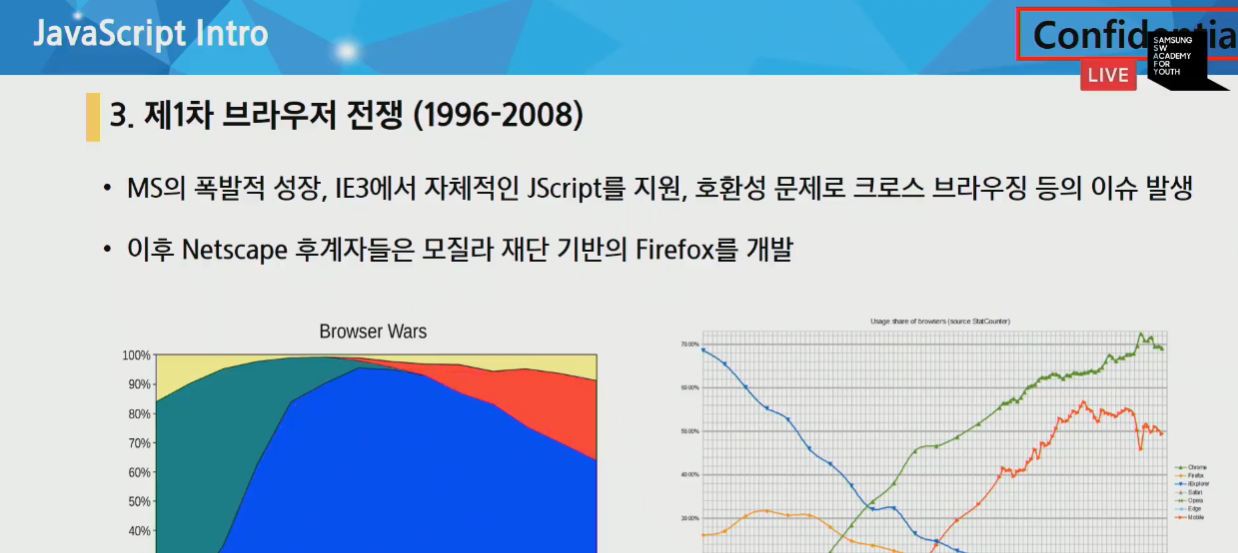 JavaScript Intro
Confidentia
SAMSUNG
SW
ACADEMY
FOR
YOUTH
LIVE
3. 제1차 브라우저 전쟁 (1996-2008)
• MS의 폭발적 성장, IE3에서 자체적인 JScript를 지원, 호환성 문제로 크로스 브라우징 등의 이슈 발생
• 이후 Netscape 후계자들은 모질라 재단 기반의 Firefox를 개발
Browser Wars
100%
90%
80%
70%
60%
50%
40%
Usage share of browsers (source StatCounter)
70.00%
60.00%
50.00%
40.00%
30.00%
Chrome
Firefox
IExplorer
Safari
Opera
Edge
Mobile